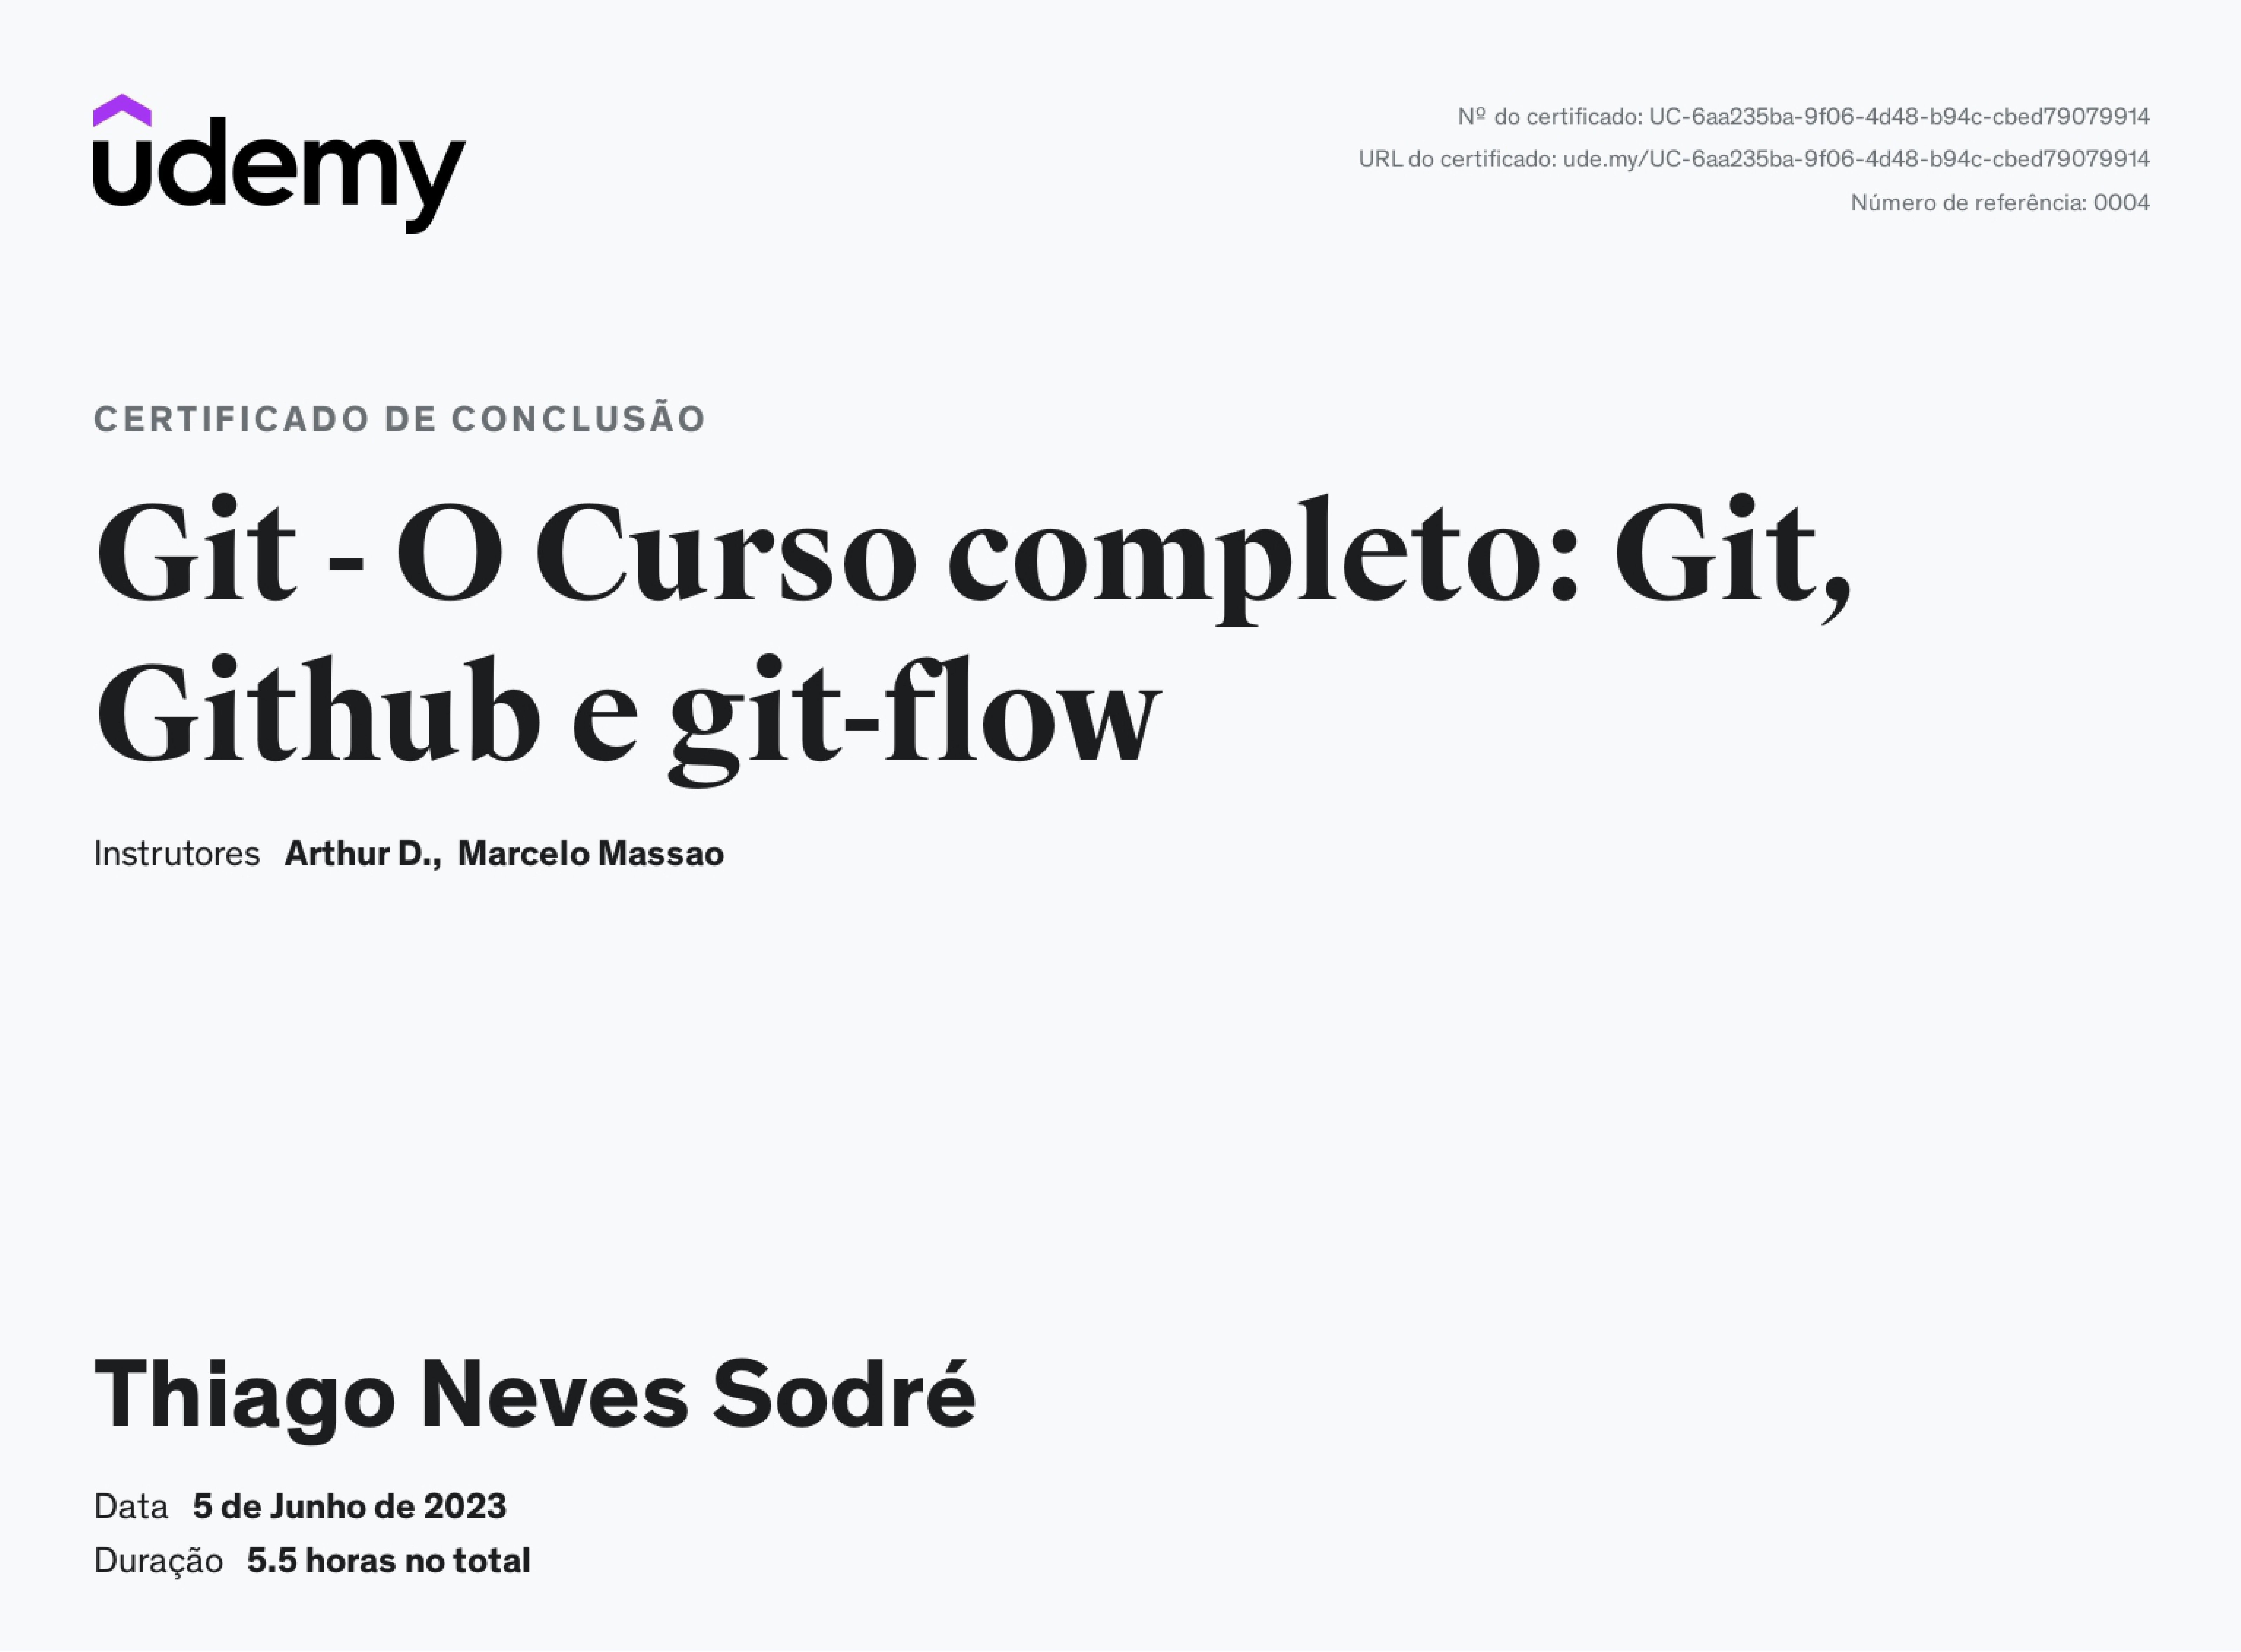 udemy
Nº do certificado: UC-6aa235ba-9f06-4d48-b94c-cbed79079914
URL do certificado: ude.my/UC-6aa235ba-9f06-4d48-b94c-cbed79079914
Número de referência: 0004
CERTIFICADO DE CONCLUSÃO
Git - O Curso completo: Git,
Github e git-flow
Instrutores Arthur D., Marcelo Massao
Thiago Neves Sodré
Data 5 de Junho de 2023
Duração 5.5 horas no total